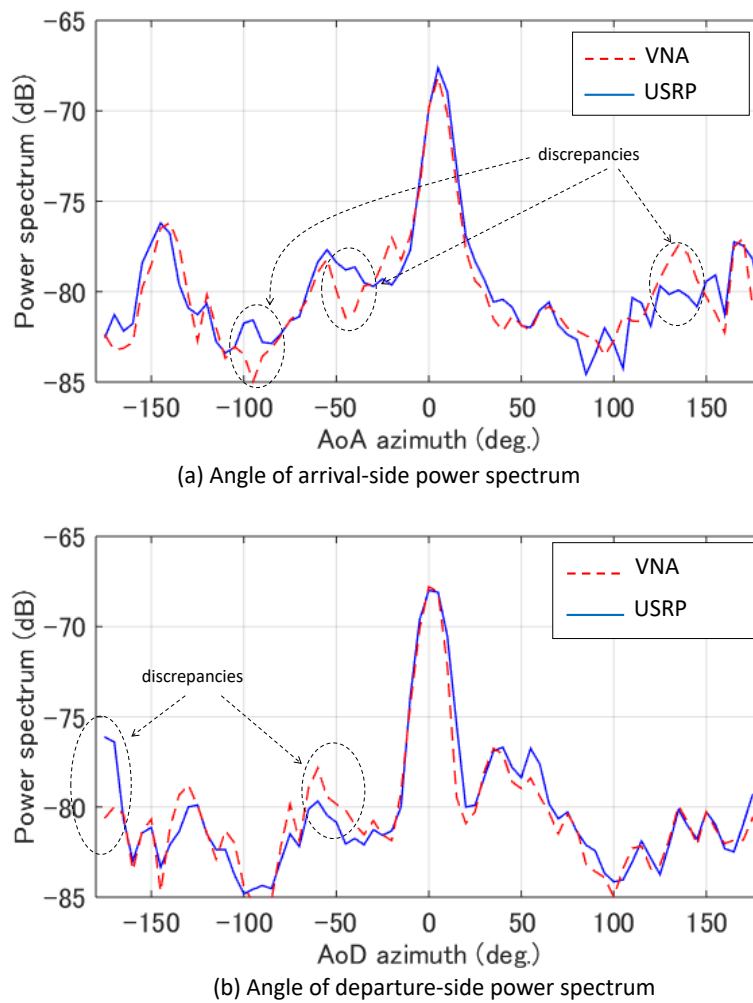 −65
−70
−75
−80
−85
Power spectrum (dB)
VNA
USRP
discrepancies
−150 −100 −50 0 50 100 150
AoA azimuth (deg.)
(a) Angle of arrival-side power spectrum
−65
−70
−75
−80
−85
Power spectrum (dB)
VNA
USRP
discrepancies
−150 −100 −50 0 50 100 150
AoD azimuth (deg.)
(b) Angle of departure-side power spectrum